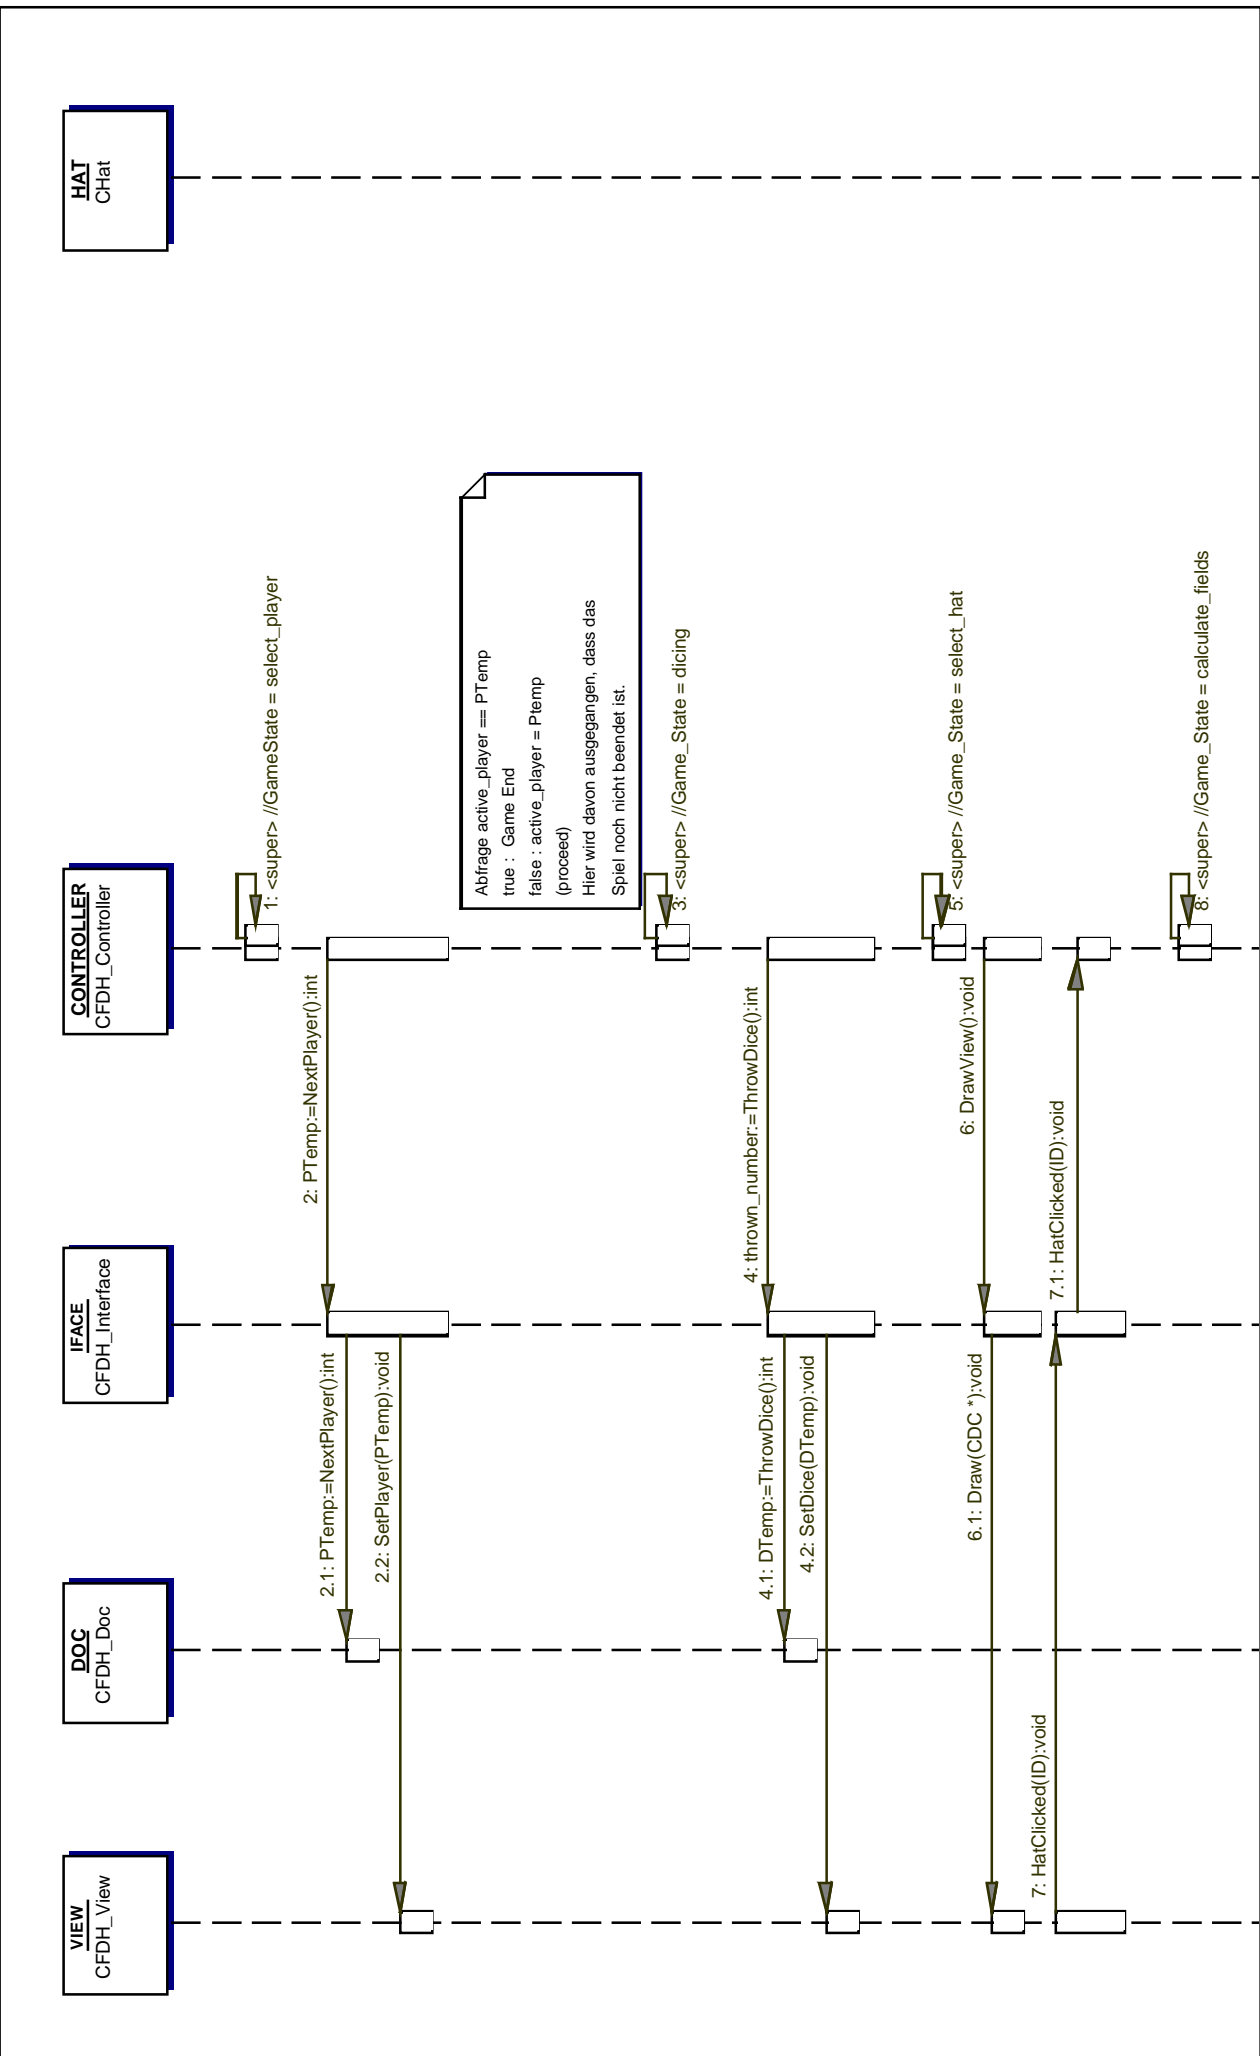 VIEW
CFDH_View
DOC
CFDH_Doc
IFACE
CFDH_Interface
CONTROLLER
CFDH_Controller
HAT
CHat
1: <super> //GameState = select_player
2: PTemp:=NextPlayer():int
2.1: PTemp:=NextPlayer():int
2.2: SetPlayer(PTemp):void
Abfrage active_player == PTemp
true : Game End
false : active_player = Ptemp
(proceed)
Hier wird davon ausgegangen, dass das
Spiel noch nicht beendet ist.
3: <super> //Game_State = dicing
4: thrown_number:=ThrowDice():int
4.1: DTemp:=ThrowDice():int
4.2: SetDice(DTemp):void
5: <super> //Game_State = select_hat
6: DrawView():void
6.1: Draw(CDC *):void
7: HatClicked(ID):void
7.1: HatClicked(ID):void
8: <super> //Game_State = calculate_fields